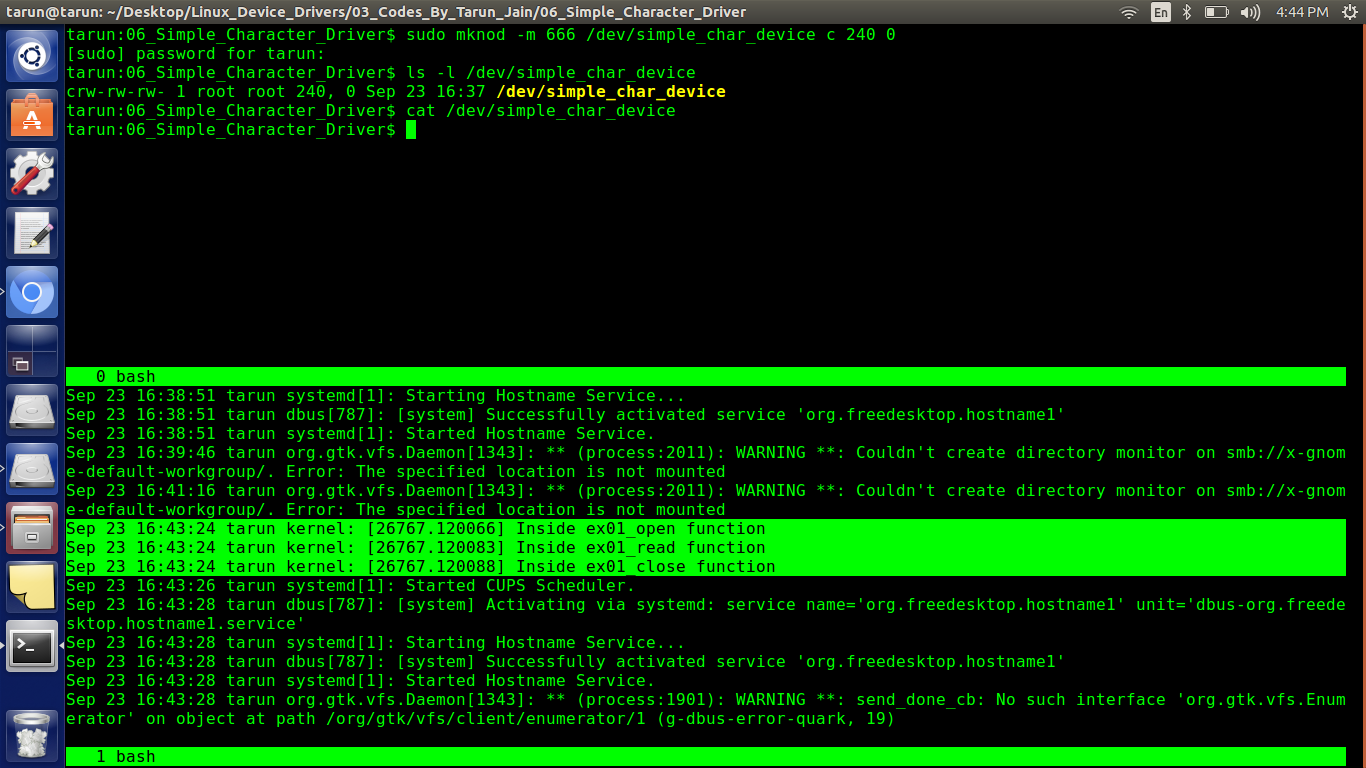 tarun@tarun: ~/Desktop/Linux_Device_Drivers/03_Codes_By_Tarun_Jain/06_Simple_Character_Driver
En
4:44 PM
tarun:06_Simple_Character_Driver$ sudo mknod -m 666 /dev/simple_char_device c 240 0
[sudo] password for tarun:
tarun:06_Simple_Character_Driver$ ls -l /dev/simple_char_device
crw-rw-rw- 1 root root 240, 0 Sep 23 16:37 /dev/simple_char_device
tarun:06_Simple_Character_Driver$ cat /dev/simple_char_device
tarun:06_Simple_Character_Driver$
0 bash
Sep 23 16:38:51 tarun systemd[1]: Starting Hostname Service...
Sep 23 16:38:51 tarun dbus[787]: [system] Successfully activated service 'org.freedesktop.hostname1'
Sep 23 16:38:51 tarun systemd[1]: Started Hostname Service.
Sep 23 16:39:46 tarun org.gtk.vfs.Daemon[1343]: ** (process:2011): WARNING **: Couldn't create directory monitor on smb://x-gnom
e-default-workgroup/. Error: The specified location is not mounted
Sep 23 16:41:16 tarun org.gtk.vfs.Daemon[1343]: ** (process:2011): WARNING **: Couldn't create directory monitor on smb://x-gnom
e-default-workgroup/. Error: The specified location is not mounted
Sep 23 16:43:24 tarun kernel: [26767.120066] Inside ex01_open function
Sep 23 16:43:24 tarun kernel: [26767.120083] Inside ex01_read function
Sep 23 16:43:24 tarun kernel: [26767.120088] Inside ex01_close function
Sep 23 16:43:26 tarun systemd[1]: Started CUPS Scheduler.
Sep 23 16:43:28 tarun dbus[787]: [system] Activating via systemd: service name='org.freedesktop.hostname1' unit='dbus-org.freede
sktop.hostname1.service'
Sep 23 16:43:28 tarun systemd[1]: Starting Hostname Service...
Sep 23 16:43:28 tarun dbus[787]: [system] Successfully activated service 'org.freedesktop.hostname1'
Sep 23 16:43:28 tarun systemd[1]: Started Hostname Service.
Sep 23 16:43:28 tarun org.gtk.vfs.Daemon[1343]: ** (process:1901): WARNING **: send_done_cb: No such interface 'org.gtk.vfs.Enum
erator' on object at path /org/gtk/vfs/client/enumerator/1 (g-dbus-error-quark, 19)
1 bash